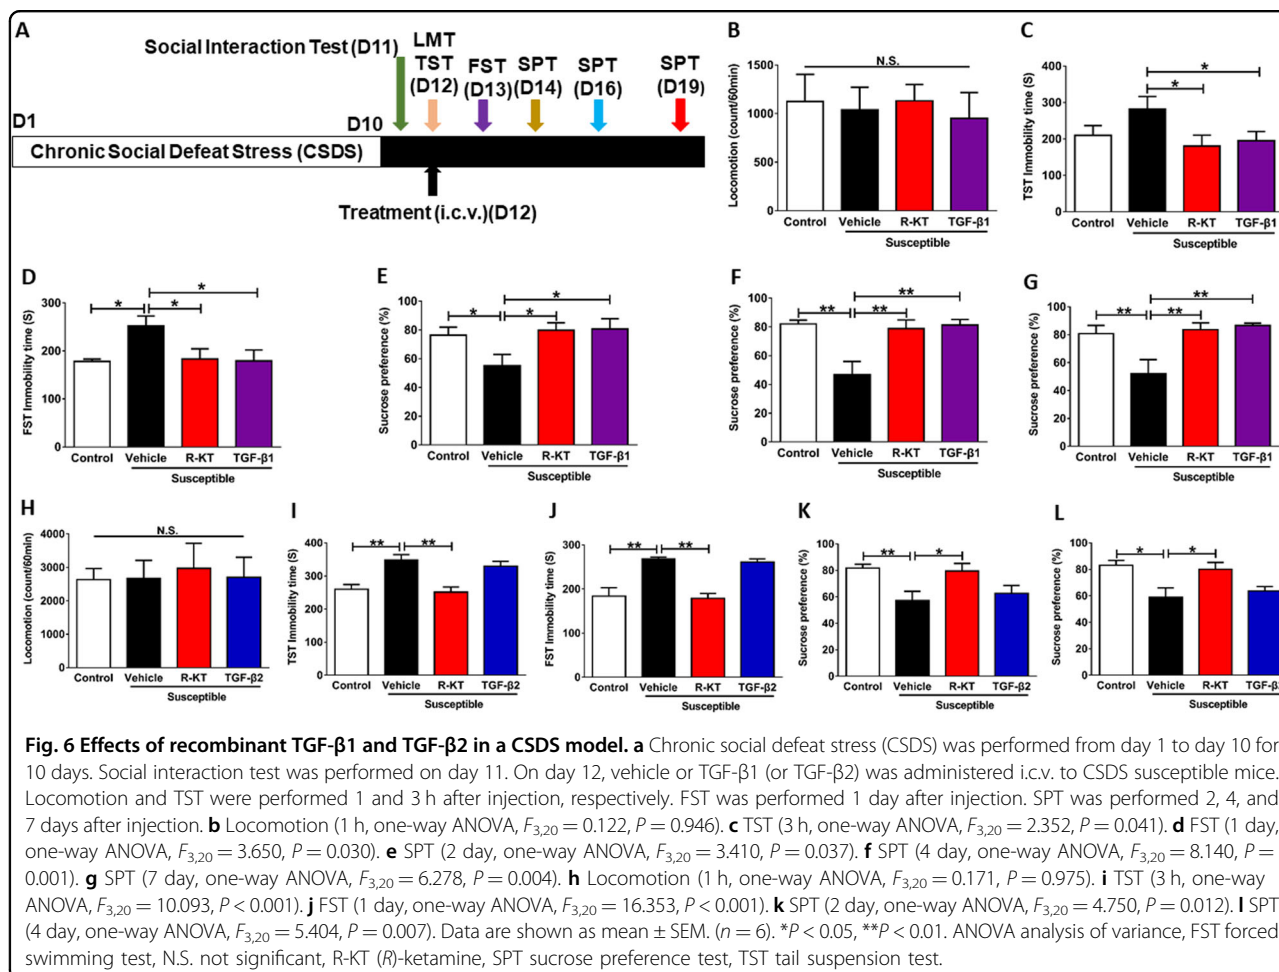 A
Social Interaction Test (D11)
LMT
TST
(D12)
FST
(D13)
SPT
(D14)
SPT
(D16)
SPT
(D19)
D1
D10
Chronic Social Defeat Stress (CSDS)
Treatment (i.c.v.)(D12)
B
N.S.
Locomotion (count/60min)
1500
1000
500
0
Control Vehicle R-KT TGF-β1
Susceptible
C
*
*
TST Immobility time (S)
400
300
200
100
0
Control Vehicle R-KT TGF-β1
Susceptible
D
*
* *
FST Immobility time (S)
300
200
100
0
Control Vehicle R-KT TGF-β1
Susceptible
E
*
* *
Sucrose preference (%)
100
80
60
40
20
0
Control Vehicle R-KT TGF-β1
Susceptible
F
**
** **
Sucrose preference (%)
100
80
60
40
20
0
Control Vehicle R-KT TGF-β1
Susceptible
G
**
** **
Sucrose preference (%)
100
80
60
40
20
0
Control Vehicle R-KT TGF-β1
Susceptible
H
N.S.
Locomotion (count/60min)
4000
3000
2000
1000
0
Control Vehicle R-KT TGF-β2
Susceptible
I
** **
TST Immobility time (S)
400
300
200
100
0
Control Vehicle R-KT TGF-β2
Susceptible
J
** **
FST Immobility time (S)
300
200
100
0
Control Vehicle R-KT TGF-β2
Susceptible
K
** *
Sucrose preference (%)
100
80
60
40
20
0
Control Vehicle R-KT TGF-β2
Susceptible
L
* *
Sucrose preference (%)
100
80
60
40
20
0
Control Vehicle R-KT TGF-β2
Susceptible
Fig. 6 Effects of recombinant TGF-β1 and TGF-β2 in a CSDS model. a Chronic social defeat stress (CSDS) was performed from day 1 to day 10 for
10 days. Social interaction test was performed on day 11. On day 12, vehicle or TGF-β1 (or TGF-β2) was administered i.c.v. to CSDS susceptible mice.
Locomotion and TST were performed 1 and 3 h after injection, respectively. FST was performed 1 day after injection. SPT was performed 2, 4, and
7 days after injection. b Locomotion (1 h, one-way ANOVA, F3,20 = 0.122, P = 0.946). c TST (3 h, one-way ANOVA, F3,20 = 2.352, P = 0.041). d FST (1 day,
one-way ANOVA, F3,20 = 3.650, P = 0.030). e SPT (2 day, one-way ANOVA, F3,20 = 3.410, P = 0.037). f SPT (4 day, one-way ANOVA, F3,20 = 8.140, P =
0.001). g SPT (7 day, one-way ANOVA, F3,20 = 6.278, P = 0.004). h Locomotion (1 h, one-way ANOVA, F3,20 = 0.171, P = 0.975). i TST (3 h, one-way
ANOVA, F3,20 = 10.093, P < 0.001). j FST (1 day, one-way ANOVA, F3,20 = 16.353, P < 0.001). k SPT (2 day, one-way ANOVA, F3,20 = 4.750, P = 0.012). l SPT
(4 day, one-way ANOVA, F3,20 = 5.404, P = 0.007). Data are shown as mean ± SEM. (n = 6). *P < 0.05, **P < 0.01. ANOVA analysis of variance, FST forced
swimming test, N.S. not significant, R-KT (R)-ketamine, SPT sucrose preference test, TST tail suspension test.